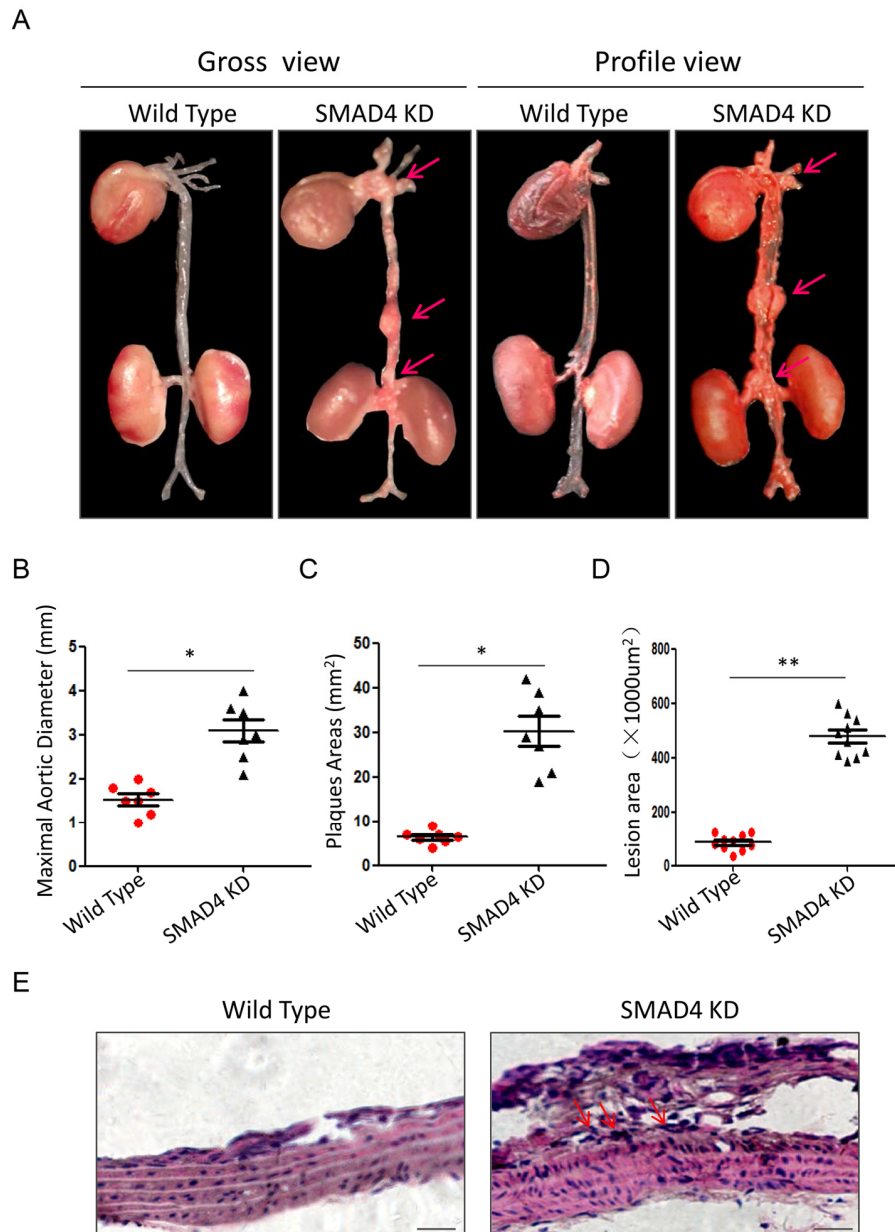 A
Gross view
Profile view
Wild Type
SMAD4 KD
Wild Type
SMAD4 KD
B
C
D
Maximal Aortic Diameter (mm)
5
4
3
2
1
0
*
Wild Type
SMAD4 KD
Plaques Areas (mm²)
50
40
30
20
10
0
*
Wild Type
SMAD4 KD
Lesion area （×1000um²）
800
600
400
200
0
**
Wild Type
SMAD4 KD
E
Wild Type
SMAD4 KD